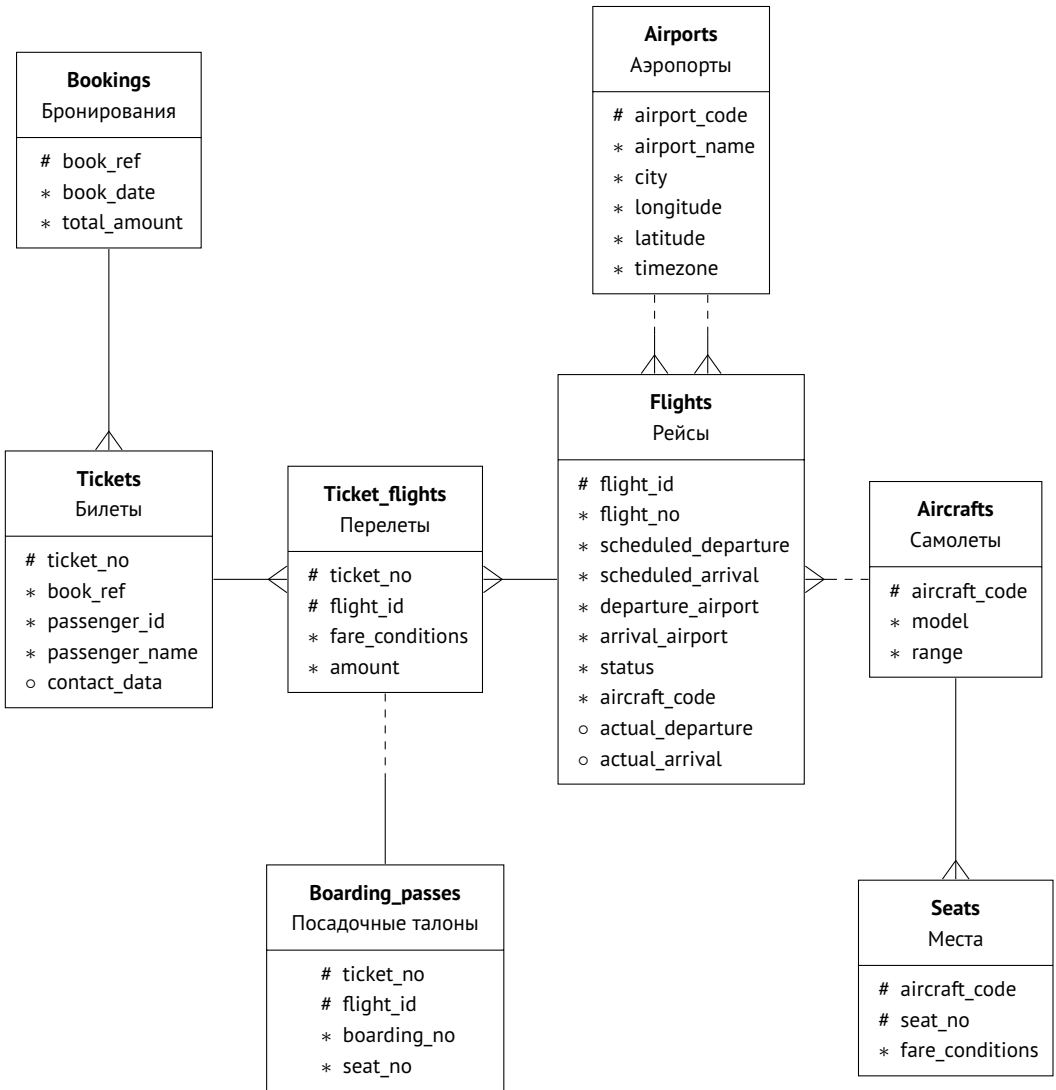 Bookings
Бронирования
# book_ref
* book_date
* total_amount
Airports
Аэропорты
# airport_code
* airport_name
* city
* longitude
* latitude
* timezone
Tickets
Билеты
# ticket_no
* book_ref
* passenger_id
* passenger_name
○ contact_data
Ticket_flights
Перелеты
# ticket_no
# flight_id
* fare_conditions
* amount
Flights
Рейсы
# flight_id
* flight_no
* scheduled_departure
* scheduled_arrival
* departure_airport
* arrival_airport
* status
* aircraft_code
○ actual_departure
○ actual_arrival
Aircrafts
Самолеты
# aircraft_code
* model
* range
Boarding_passes
Посадочные талоны
# ticket_no
# flight_id
* boarding_no
* seat_no
Seats
Места
# aircraft_code
# seat_no
* fare_conditions